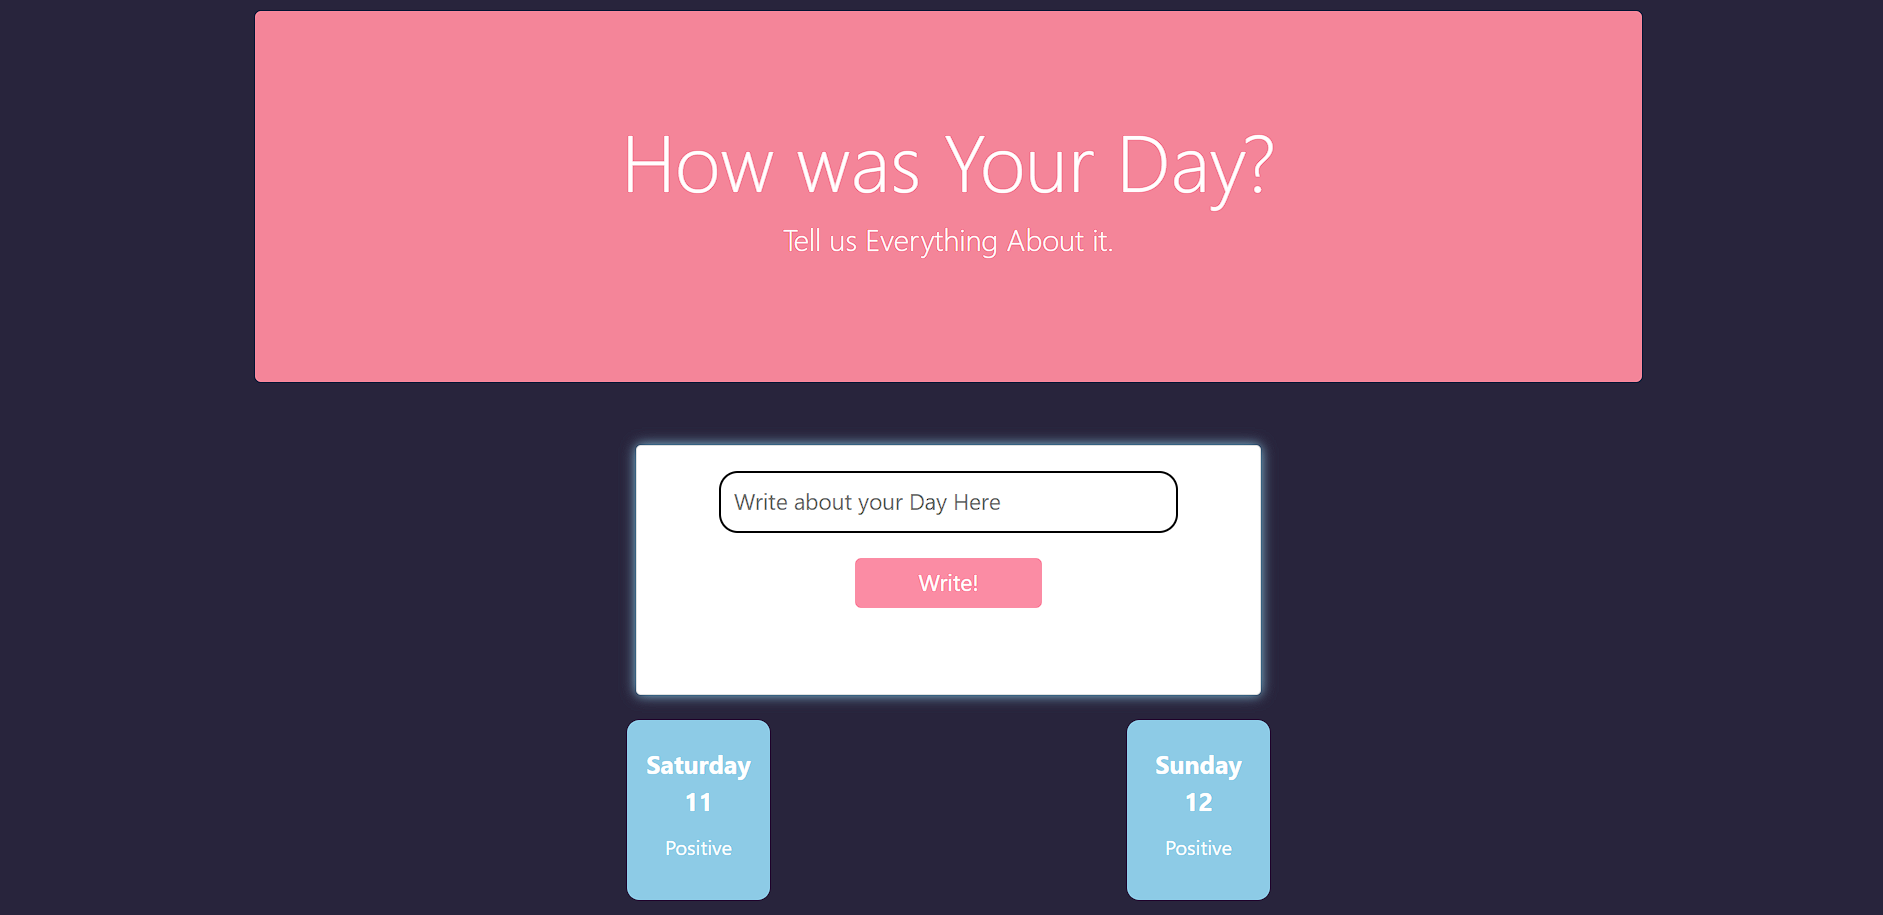 How was Your Day?
Tell us Everything About it.
Write about your Day Here
Write!
Saturday
11
Positive
Sunday
12
Positive